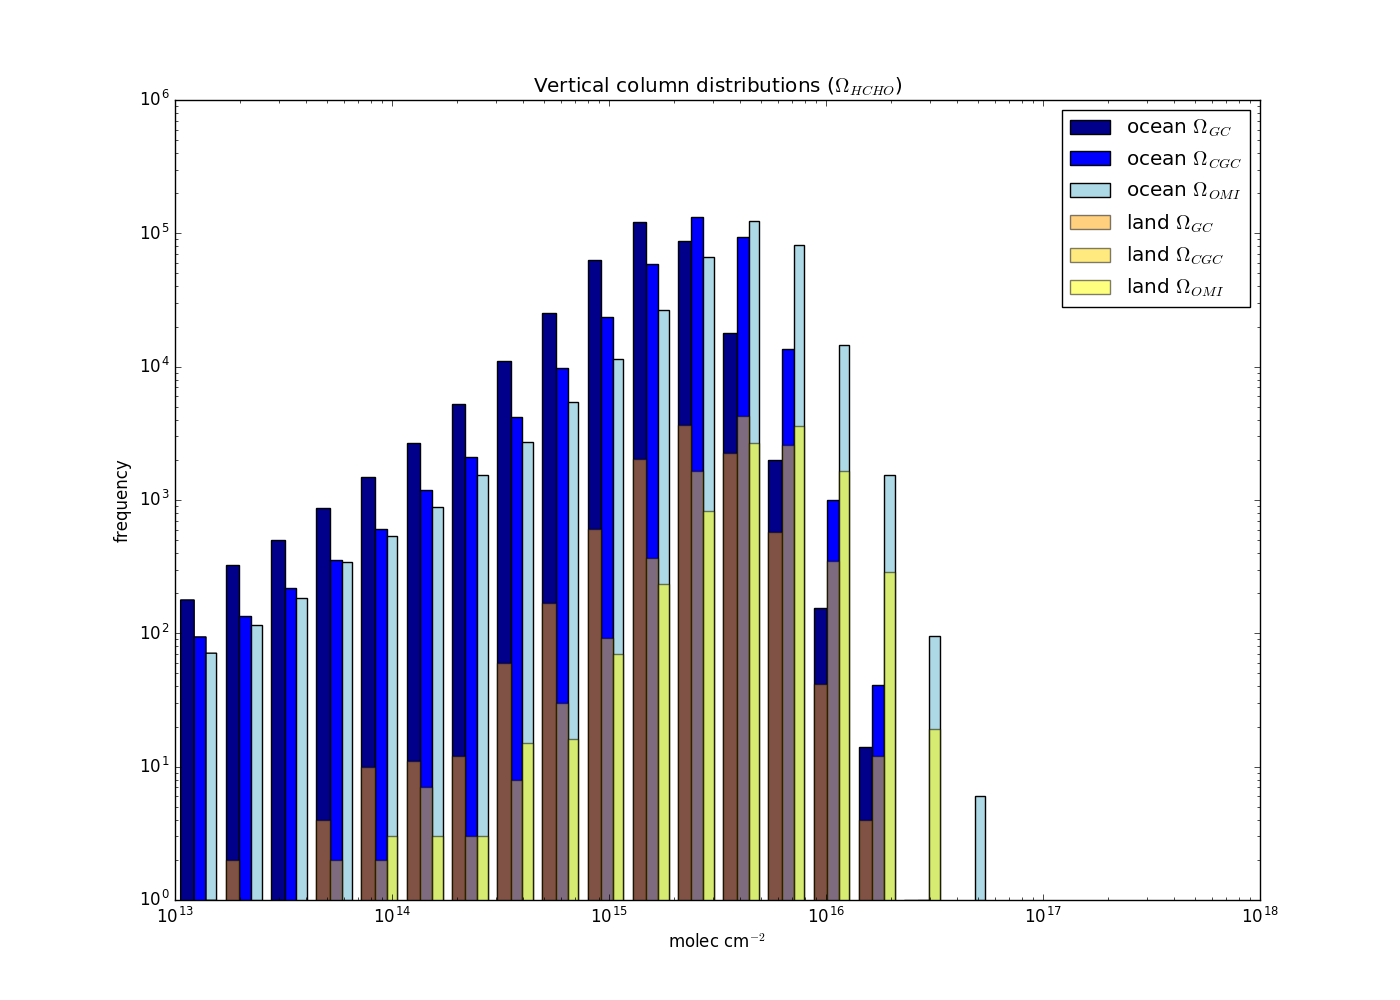 Vertical column distributions (Ω_HCHO)
10^6
10^5
10^4
10^3
10^2
10^1
10^0
frequency
ocean Ω_GC
ocean Ω_CGC
ocean Ω_OMI
land Ω_GC
land Ω_CGC
land Ω_OMI
10^13 10^14 10^15 10^16 10^17 10^18
molec cm^−2